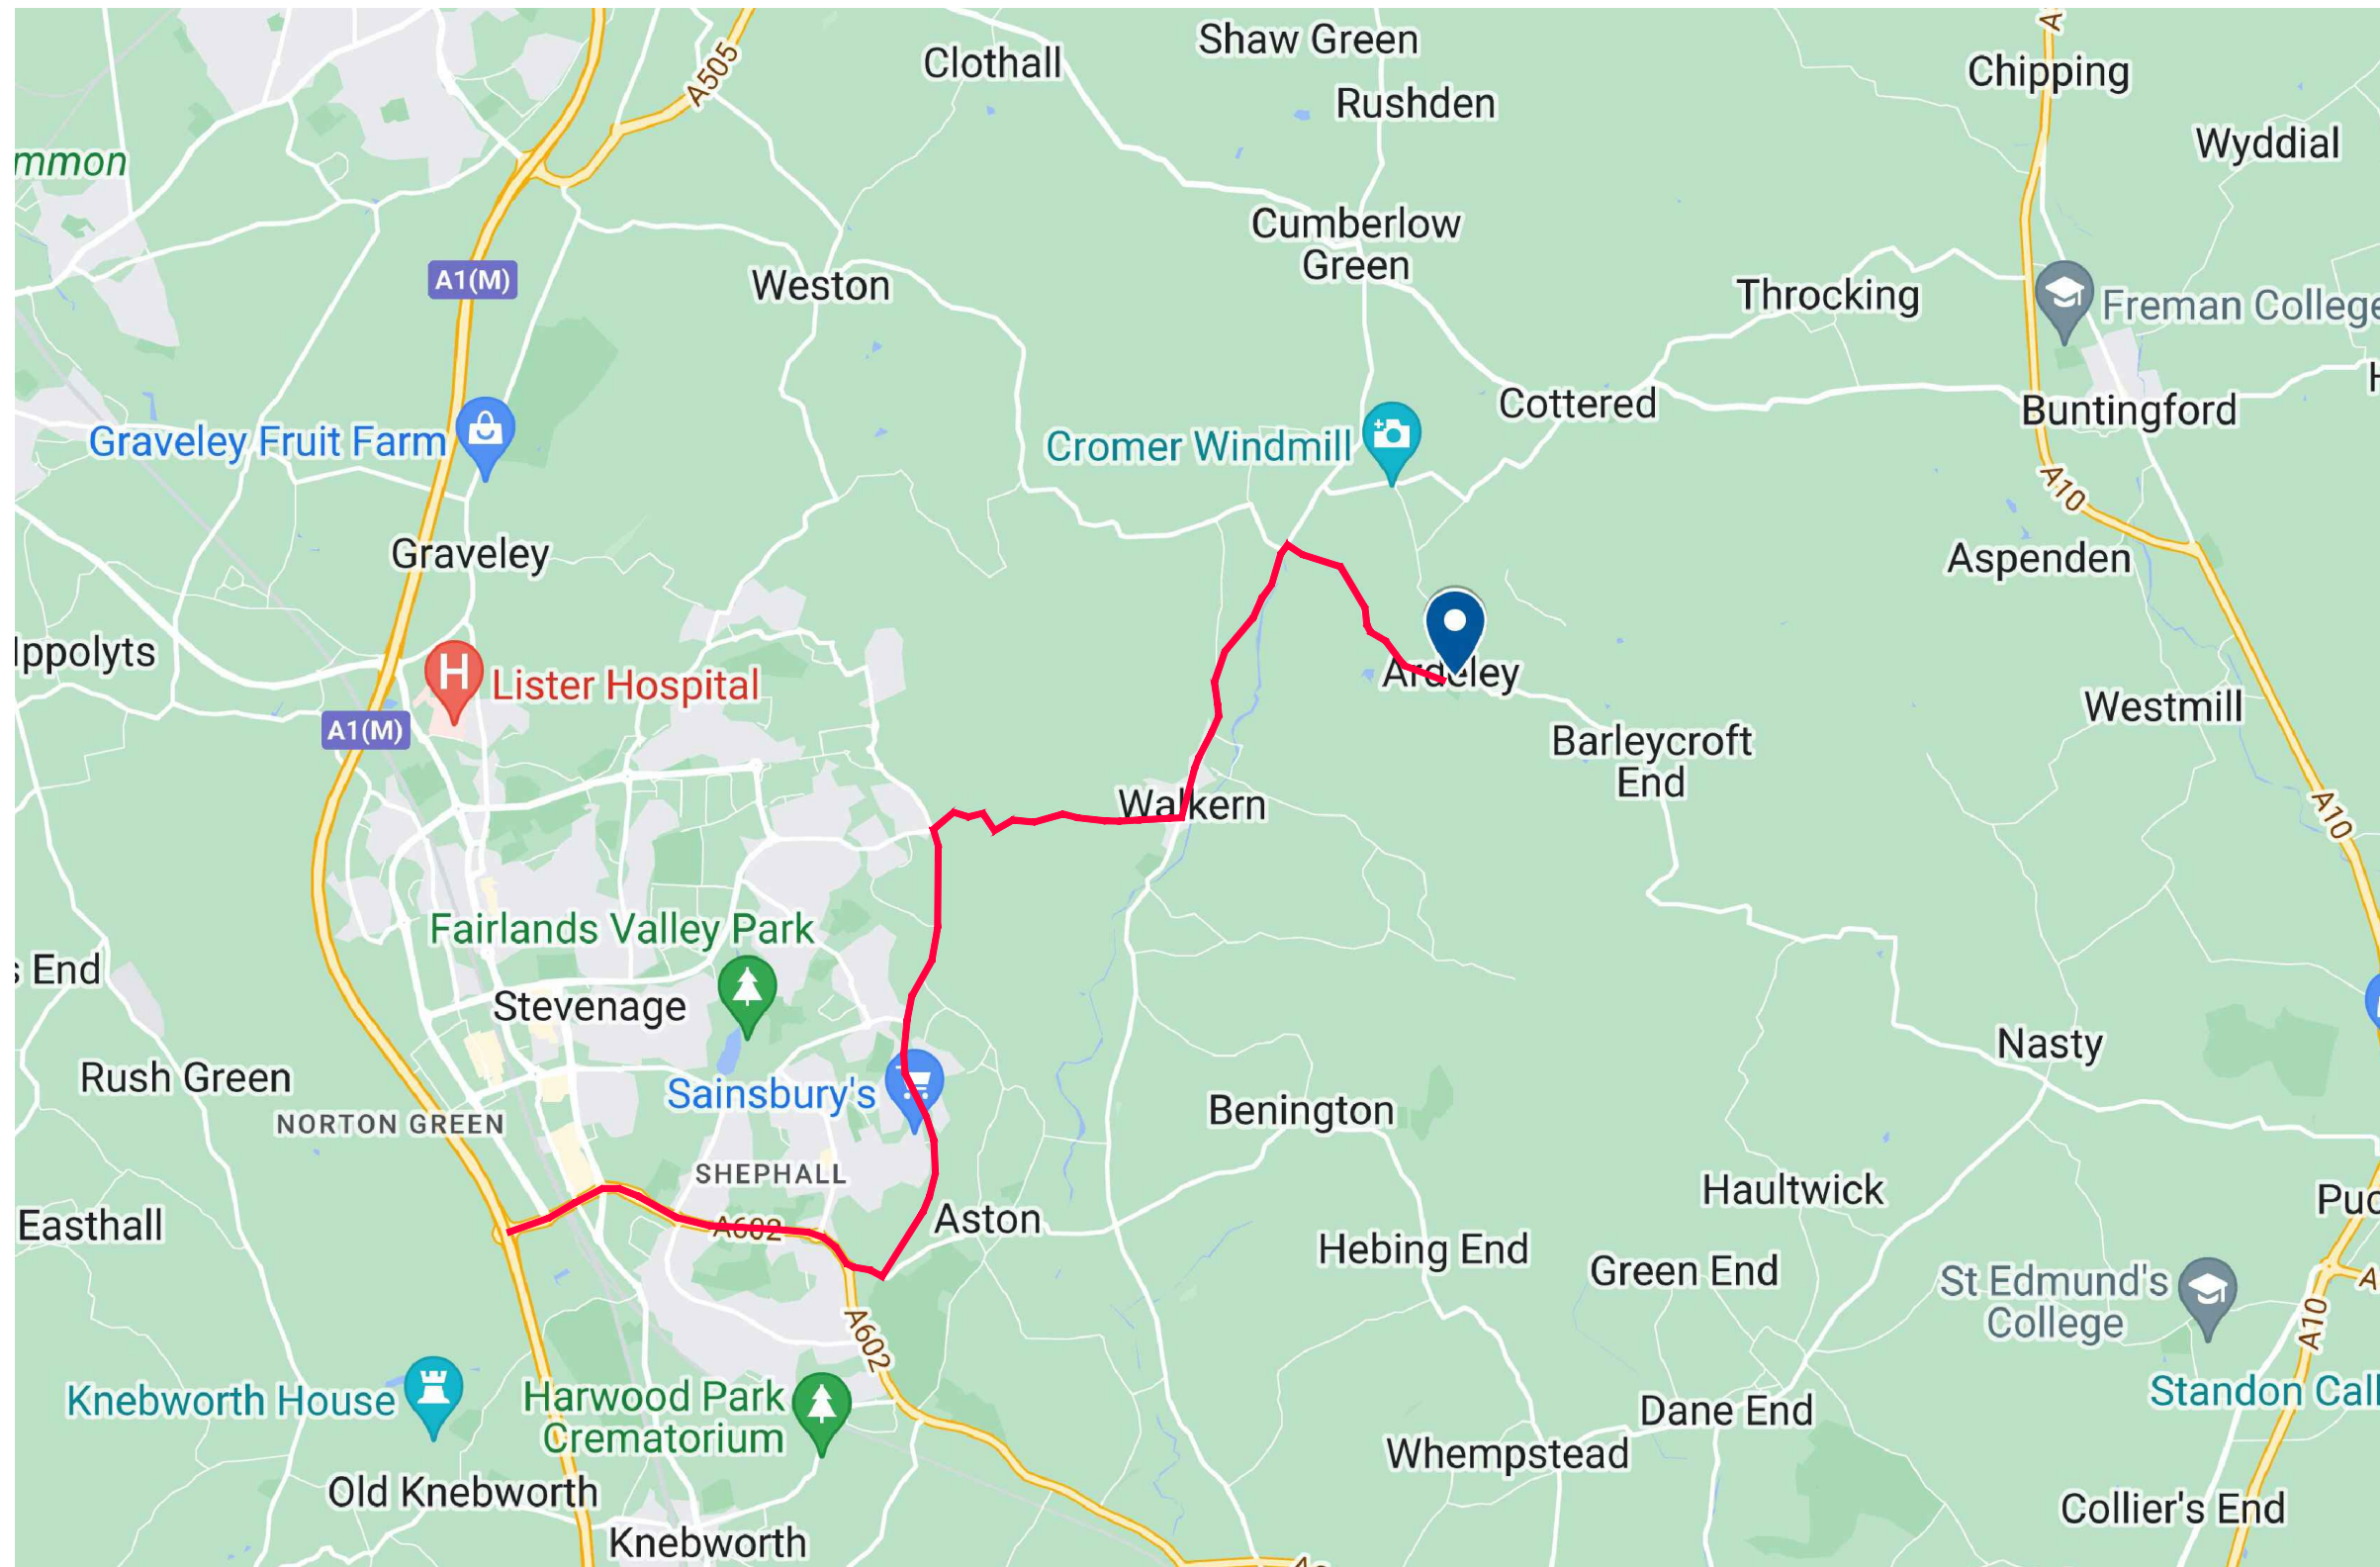 Shaw Green
Clothall
Rushden
Chipping
A
A505
mmon
Wyddial
Cumberlow
Green
A1(M)
Weston
Throcking
Freman College
Cottered
Buntingford
H
Graveley Fruit Farm
Cromer Windmill
A10
Graveley
Aspenden
Ippolyts
Lister Hospital
Ardeley
Westmill
A1(M)
Barleycroft
End
Walkern
A10
Fairlands Valley Park
s End
Stevenage
Nasty
Rush Green
Sainsbury's
Benington
NORTON GREEN
SHEPHALL
Haultwick
Puc
Easthall
A602
Aston
Hebing End
Green End
St Edmund's
College
A
A10
A602
Knebworth House
Harwood Park
Crematorium
Standon Call
Dane End
Whempstead
Old Knebworth
Collier's End
Knebworth